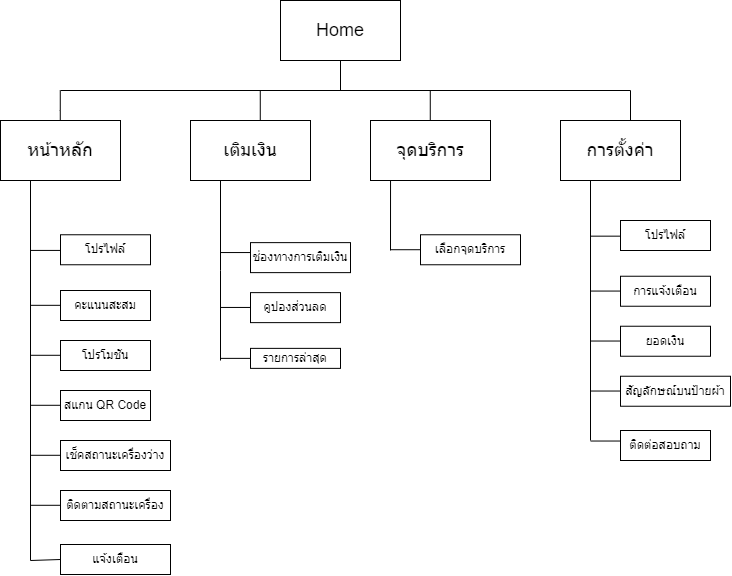 Home
หน้าหลัก
เติมเงิน
จุดบริการ
การตั้งค่า
โปรไฟล์
คะแนนสะสม
โปรโมชัน
สแกน QR Code
เช็คสถานะเครื่องว่าง
ติดตามสถานะเครื่อง
แจ้งเตือน
ช่องทางการเติมเงิน
คูปองส่วนลด
รายการล่าสุด
เลือกจุดบริการ
โปรไฟล์
การแจ้งเตือน
ยอดเงิน
สัญลักษณ์บนป้ายผ้า
ติดต่อสอบถาม